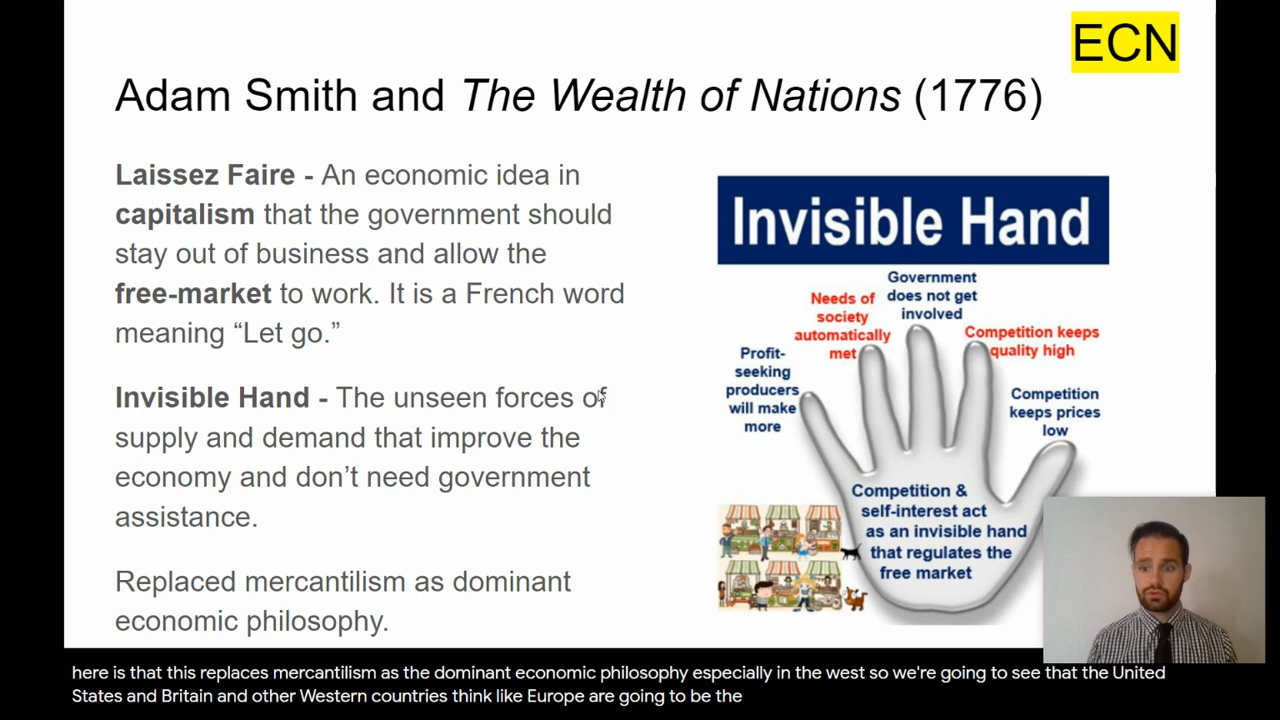 ECN
Adam Smith and The Wealth of Nations (1776)
Laissez Faire - An economic idea in
capitalism that the government should
stay out of business and allow the
free-market to work. It is a French word
meaning “Let go.”
Invisible Hand - The unseen forces of
supply and demand that improve the
economy and don’t need government
assistance.
Replaced mercantilism as dominant
economic philosophy.
Invisible Hand
Profit-
seeking
producers
will make
more
Needs of
society
automatically
met
Government
does not get
involved
Competition keeps
quality high
Competition
keeps prices
low
Competition &
self-interest act
as an invisible hand
that regulates the
free market
here is that this replaces mercantilism as the dominant economic philosophy especially in the west so we're going to see that the United
States and Britain and other Western countries think like Europe are going to be the